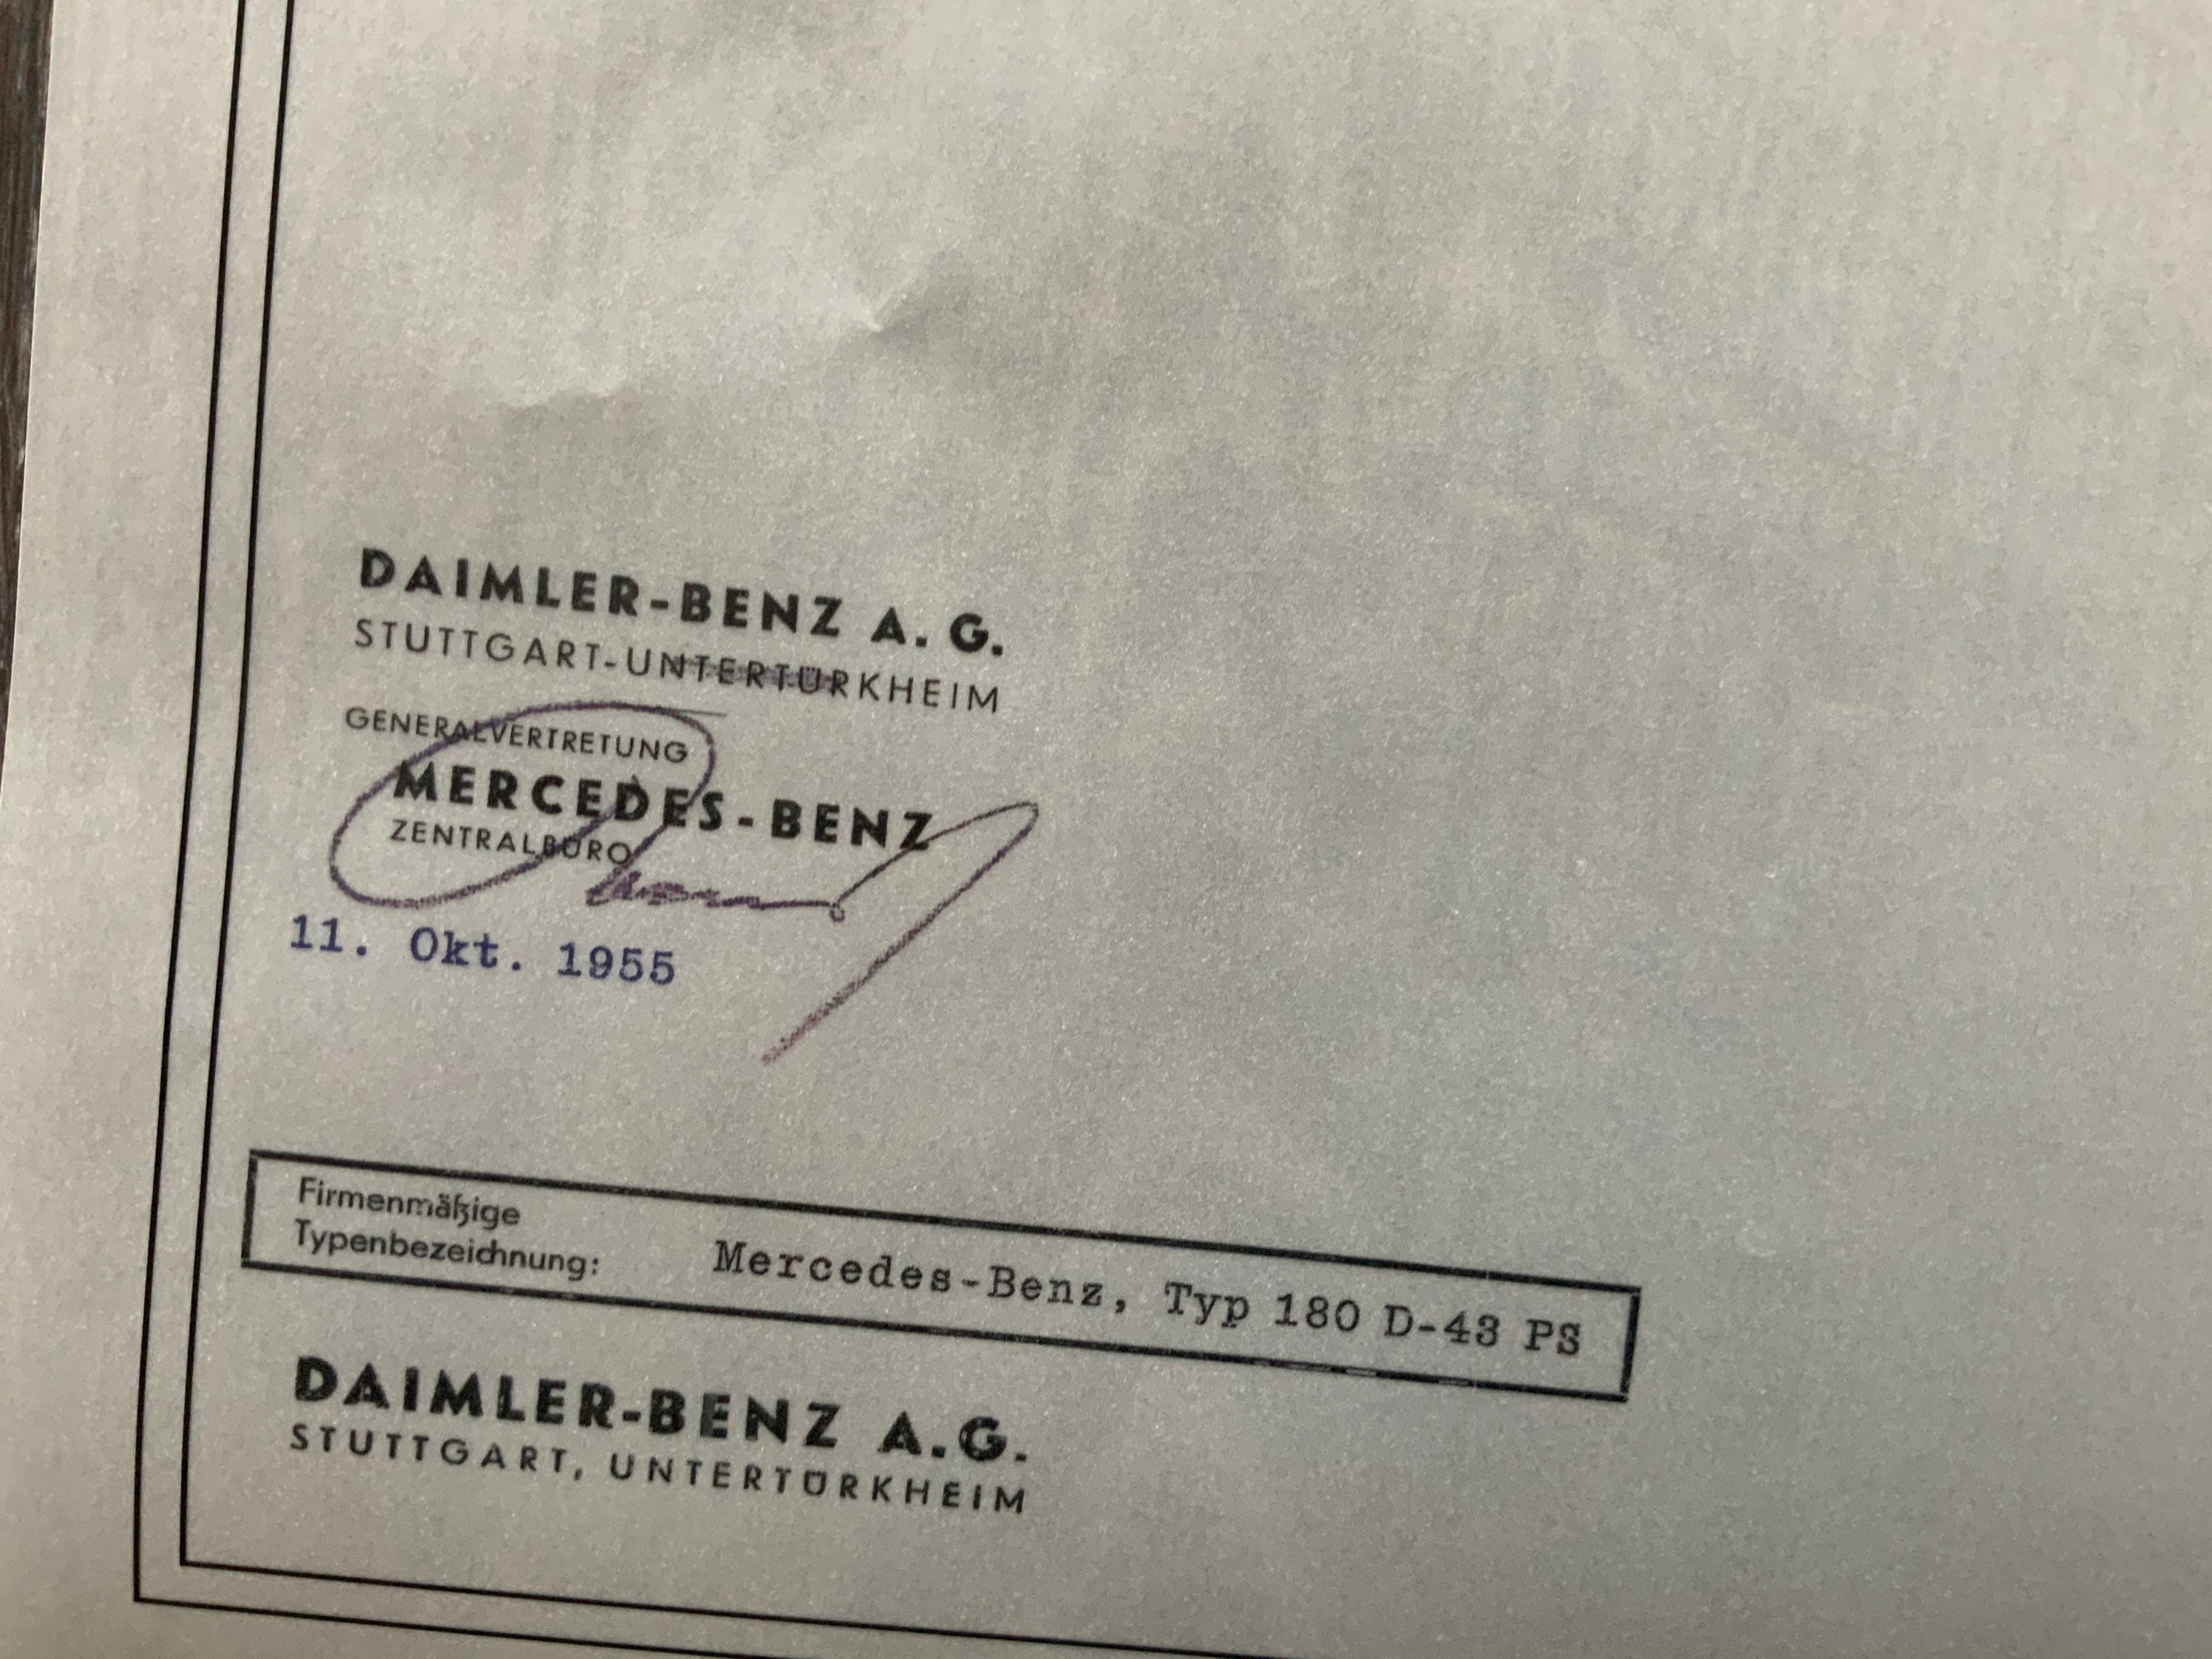 DAIMLER-BENZ A. G.
STUTTGART-UNTERTÜRKHEIM
GENERALVERTRETUNG
MERCEDES-BENZ
ZENTRALBÜRO
11. Okt. 1955
Firmenmäßige
Typenbezeichnung: Mercedes-Benz, Typ 180 D-43 PS
DAIMLER-BENZ A.G.
STUTTGART, UNTERTÜRKHEIM